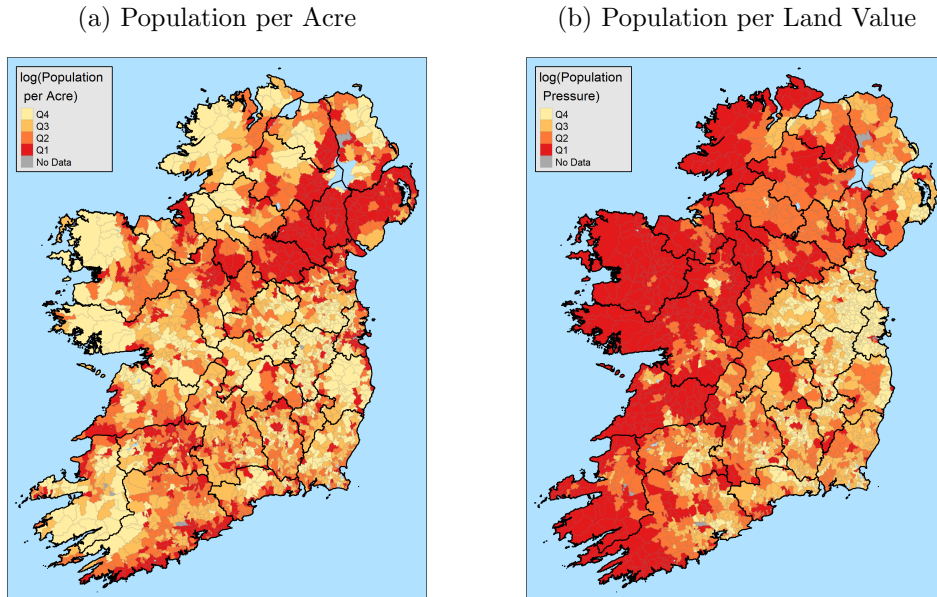 (a) Population per Acre
log(Population
per Acre)
Q4
Q3
Q2
Q1
No Data
(b) Population per Land Value
log(Population
Pressure)
Q4
Q3
Q2
Q1
No Data